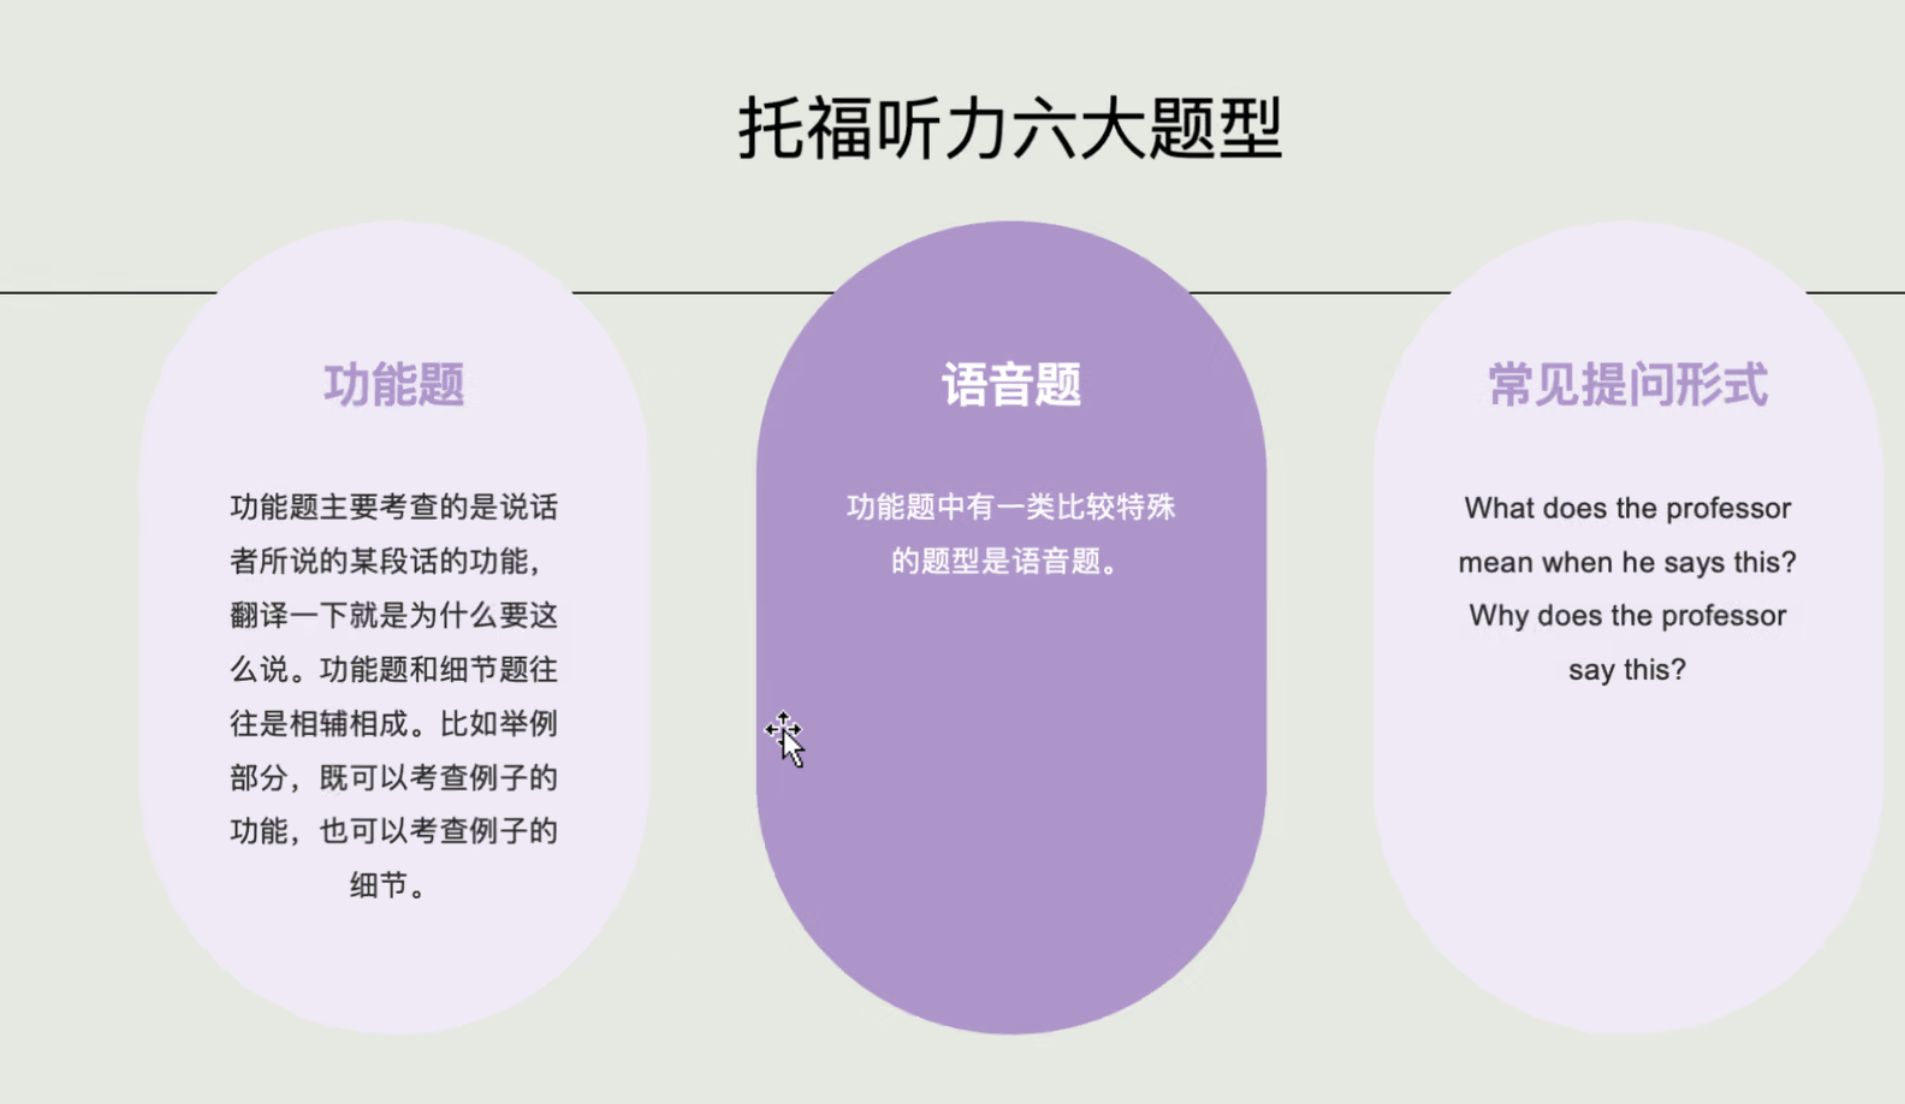 托福听力六大题型
功能题
功能题主要考查的是说话
者所说的某段话的功能，
翻译一下就是为什么要这
么说。功能题和细节题往
往是相辅相成。比如举例
部分，既可以考查例子的
功能，也可以考查例子的
细节。
语音题
功能题中有一类比较特殊
的题型是语音题。
常见提问形式
What does the professor
mean when he says this?
Why does the professor
say this?